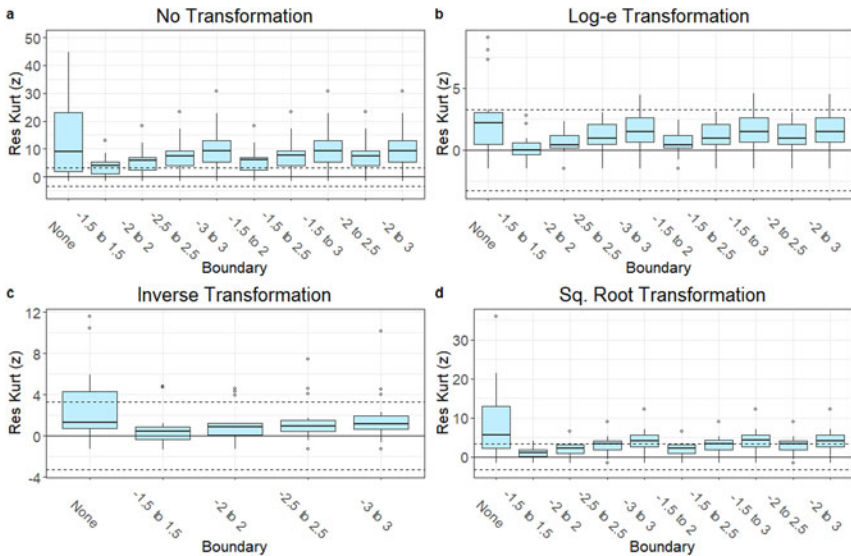 a
No Transformation
50
40
30
20
10
0
Res Kurt (z)
None
-1.5 to 1.5
-2 to 2
-2.5 to 2.5
-3 to 3
-1.5 to 2
-1.5 to 2.5
-1.5 to 3
-2 to 2.5
-2 to 3
Boundary
b
Log-e Transformation
5
0
Res Kurt (z)
None
-1.5 to 1.5
-2 to 2
-2.5 to 2.5
-3 to 3
-1.5 to 2
-1.5 to 2.5
-1.5 to 3
-2 to 2.5
-2 to 3
Boundary
c
Inverse Transformation
12
8
4
0
-4
Res Kurt (z)
None
-1.5 to 1.5
-2 to 2
-2.5 to 2.5
-3 to 3
Boundary
d
Sq. Root Transformation
30
20
10
0
Res Kurt (z)
None
-1.5 to 1.5
-2 to 2
-2.5 to 2.5
-3 to 3
-1.5 to 2
-1.5 to 2.5
-1.5 to 3
-2 to 2.5
-2 to 3
Boundary